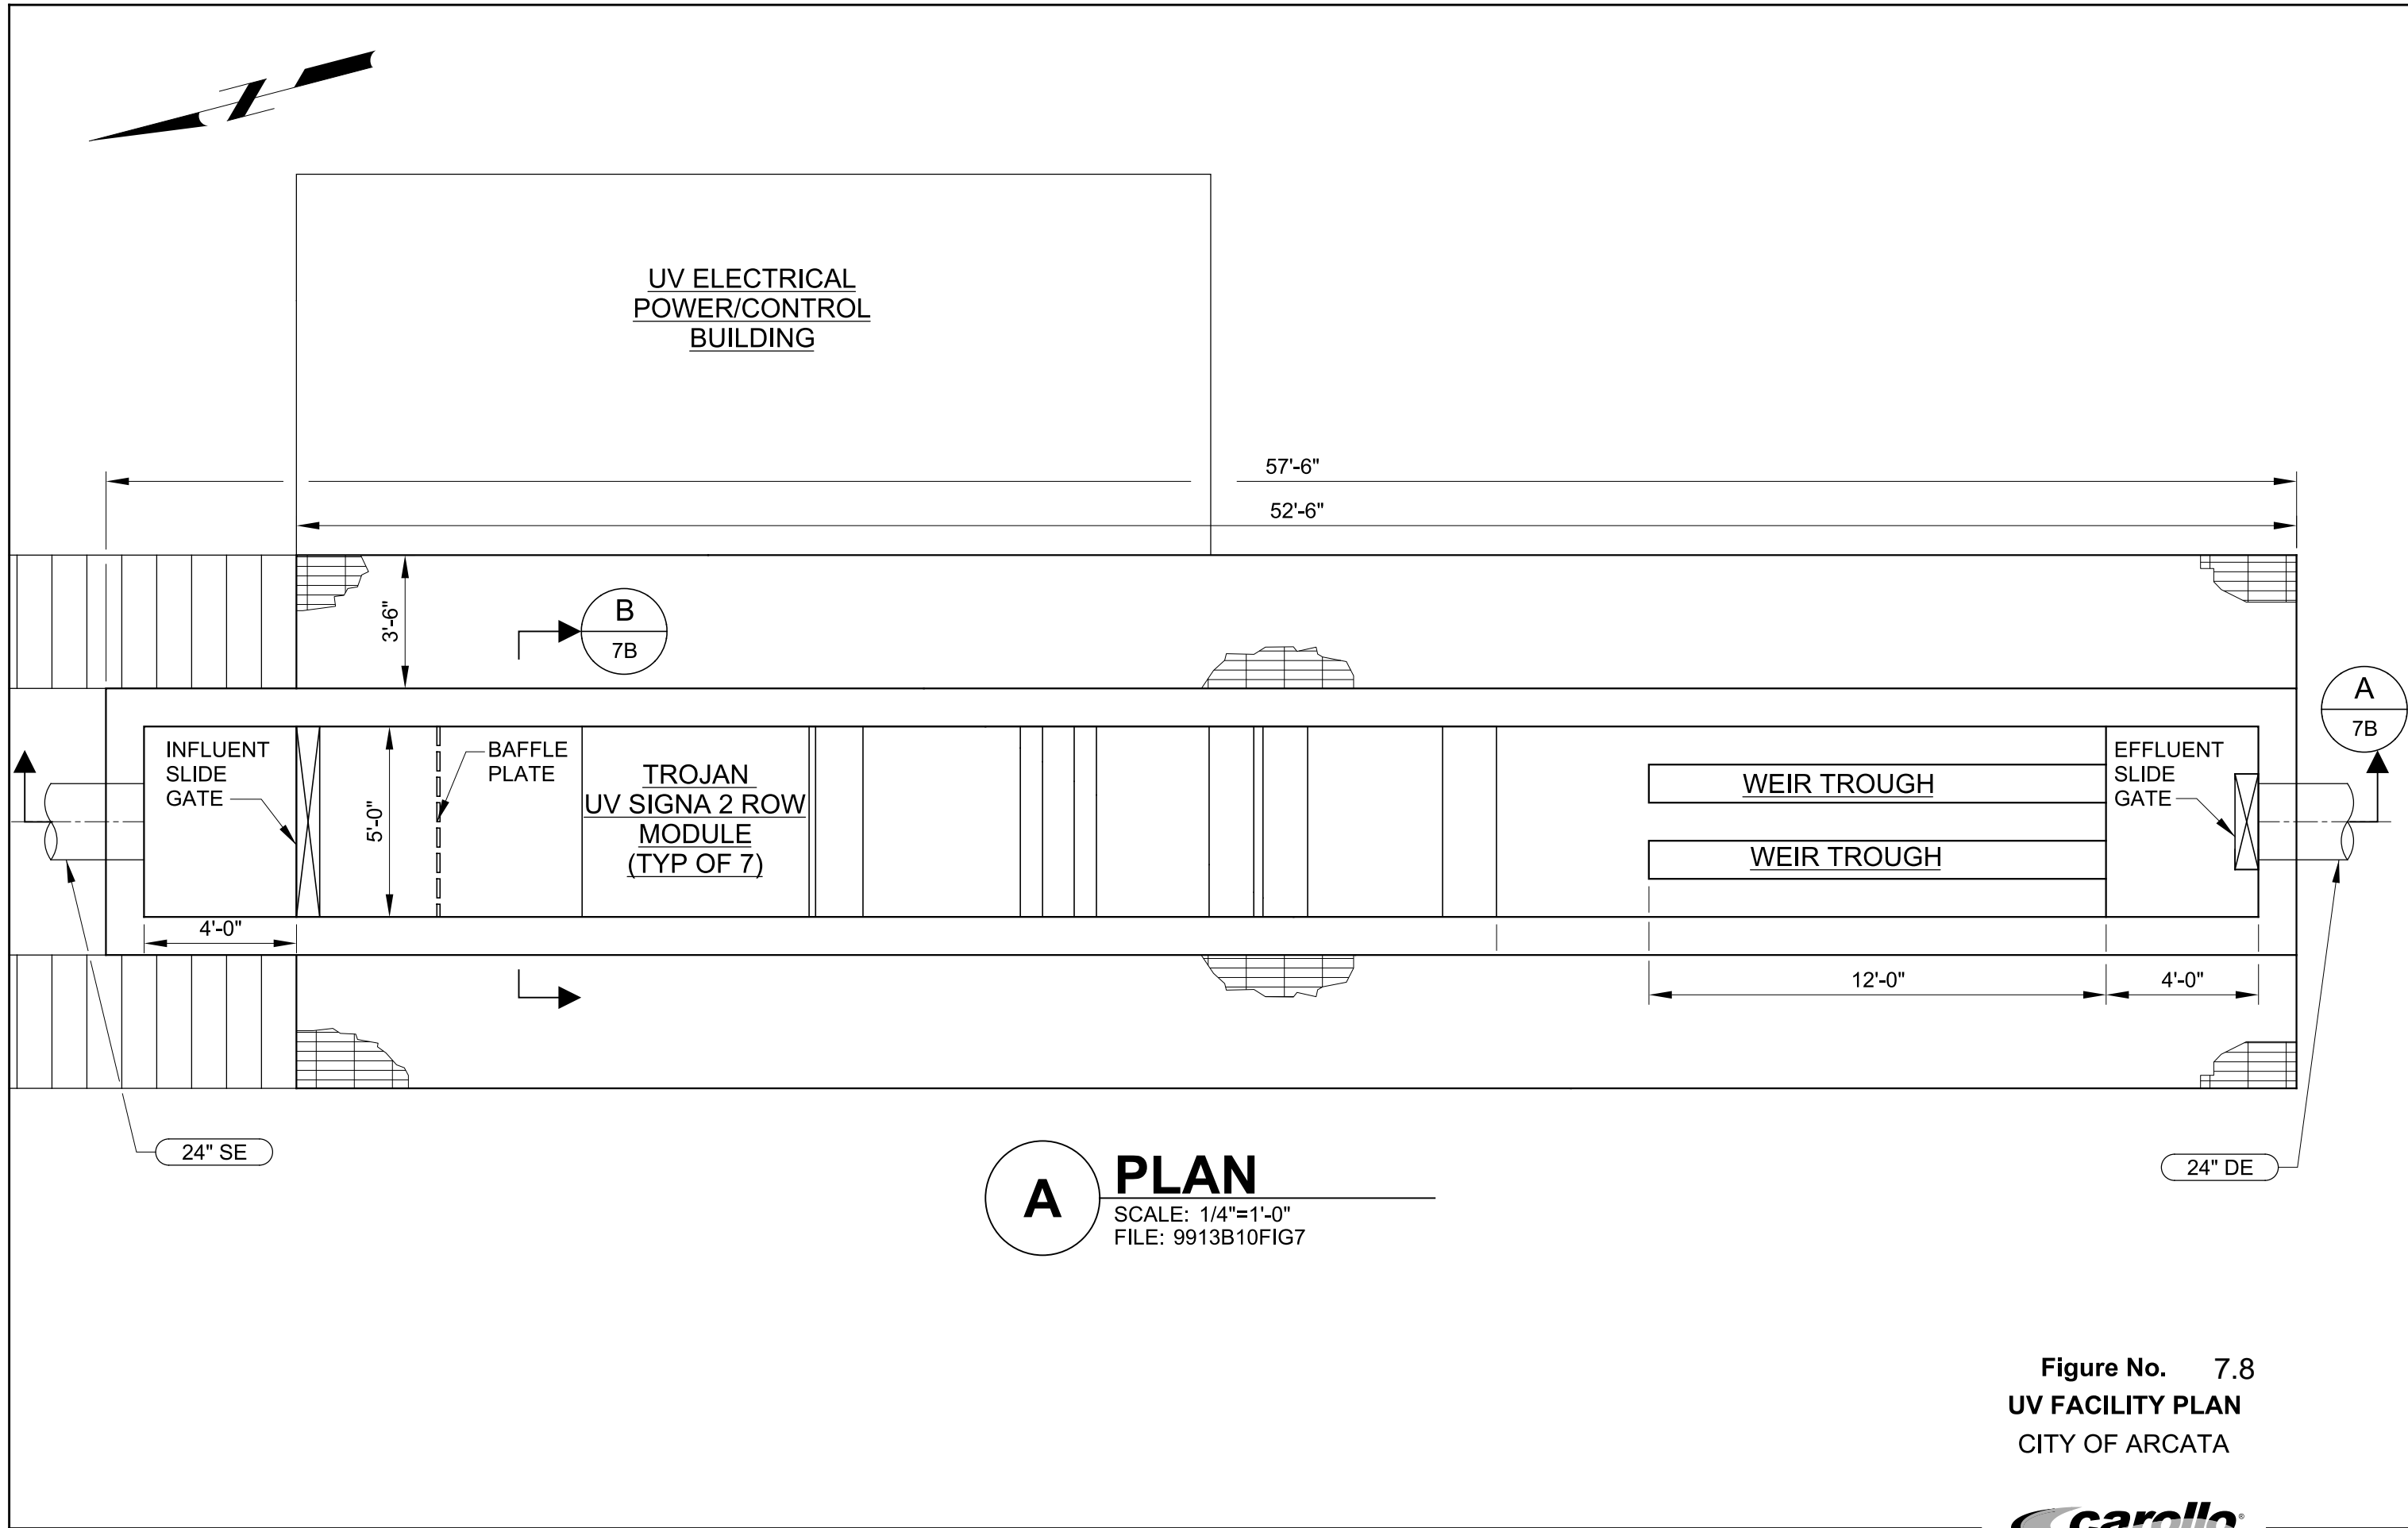 UV ELECTRICAL
POWER/CONTROL
BUILDING
57'-6"
52'-6"
3'-6"
B
7B
A
7B
INFLUENT
SLIDE
GATE
5'-0"
BAFFLE
PLATE
TROJAN
UV SIGNA 2 ROW
MODULE
(TYP OF 7)
WEIR TROUGH
WEIR TROUGH
EFFLUENT
SLIDE
GATE
4'-0"
12'-0"
4'-0"
24" SE
24" DE
A
PLAN
SCALE: 1/4"=1'-0"
FILE: 9913B10FIG7
Figure No. 7.8
UV FACILITY PLAN
CITY OF ARCATA
carollo®